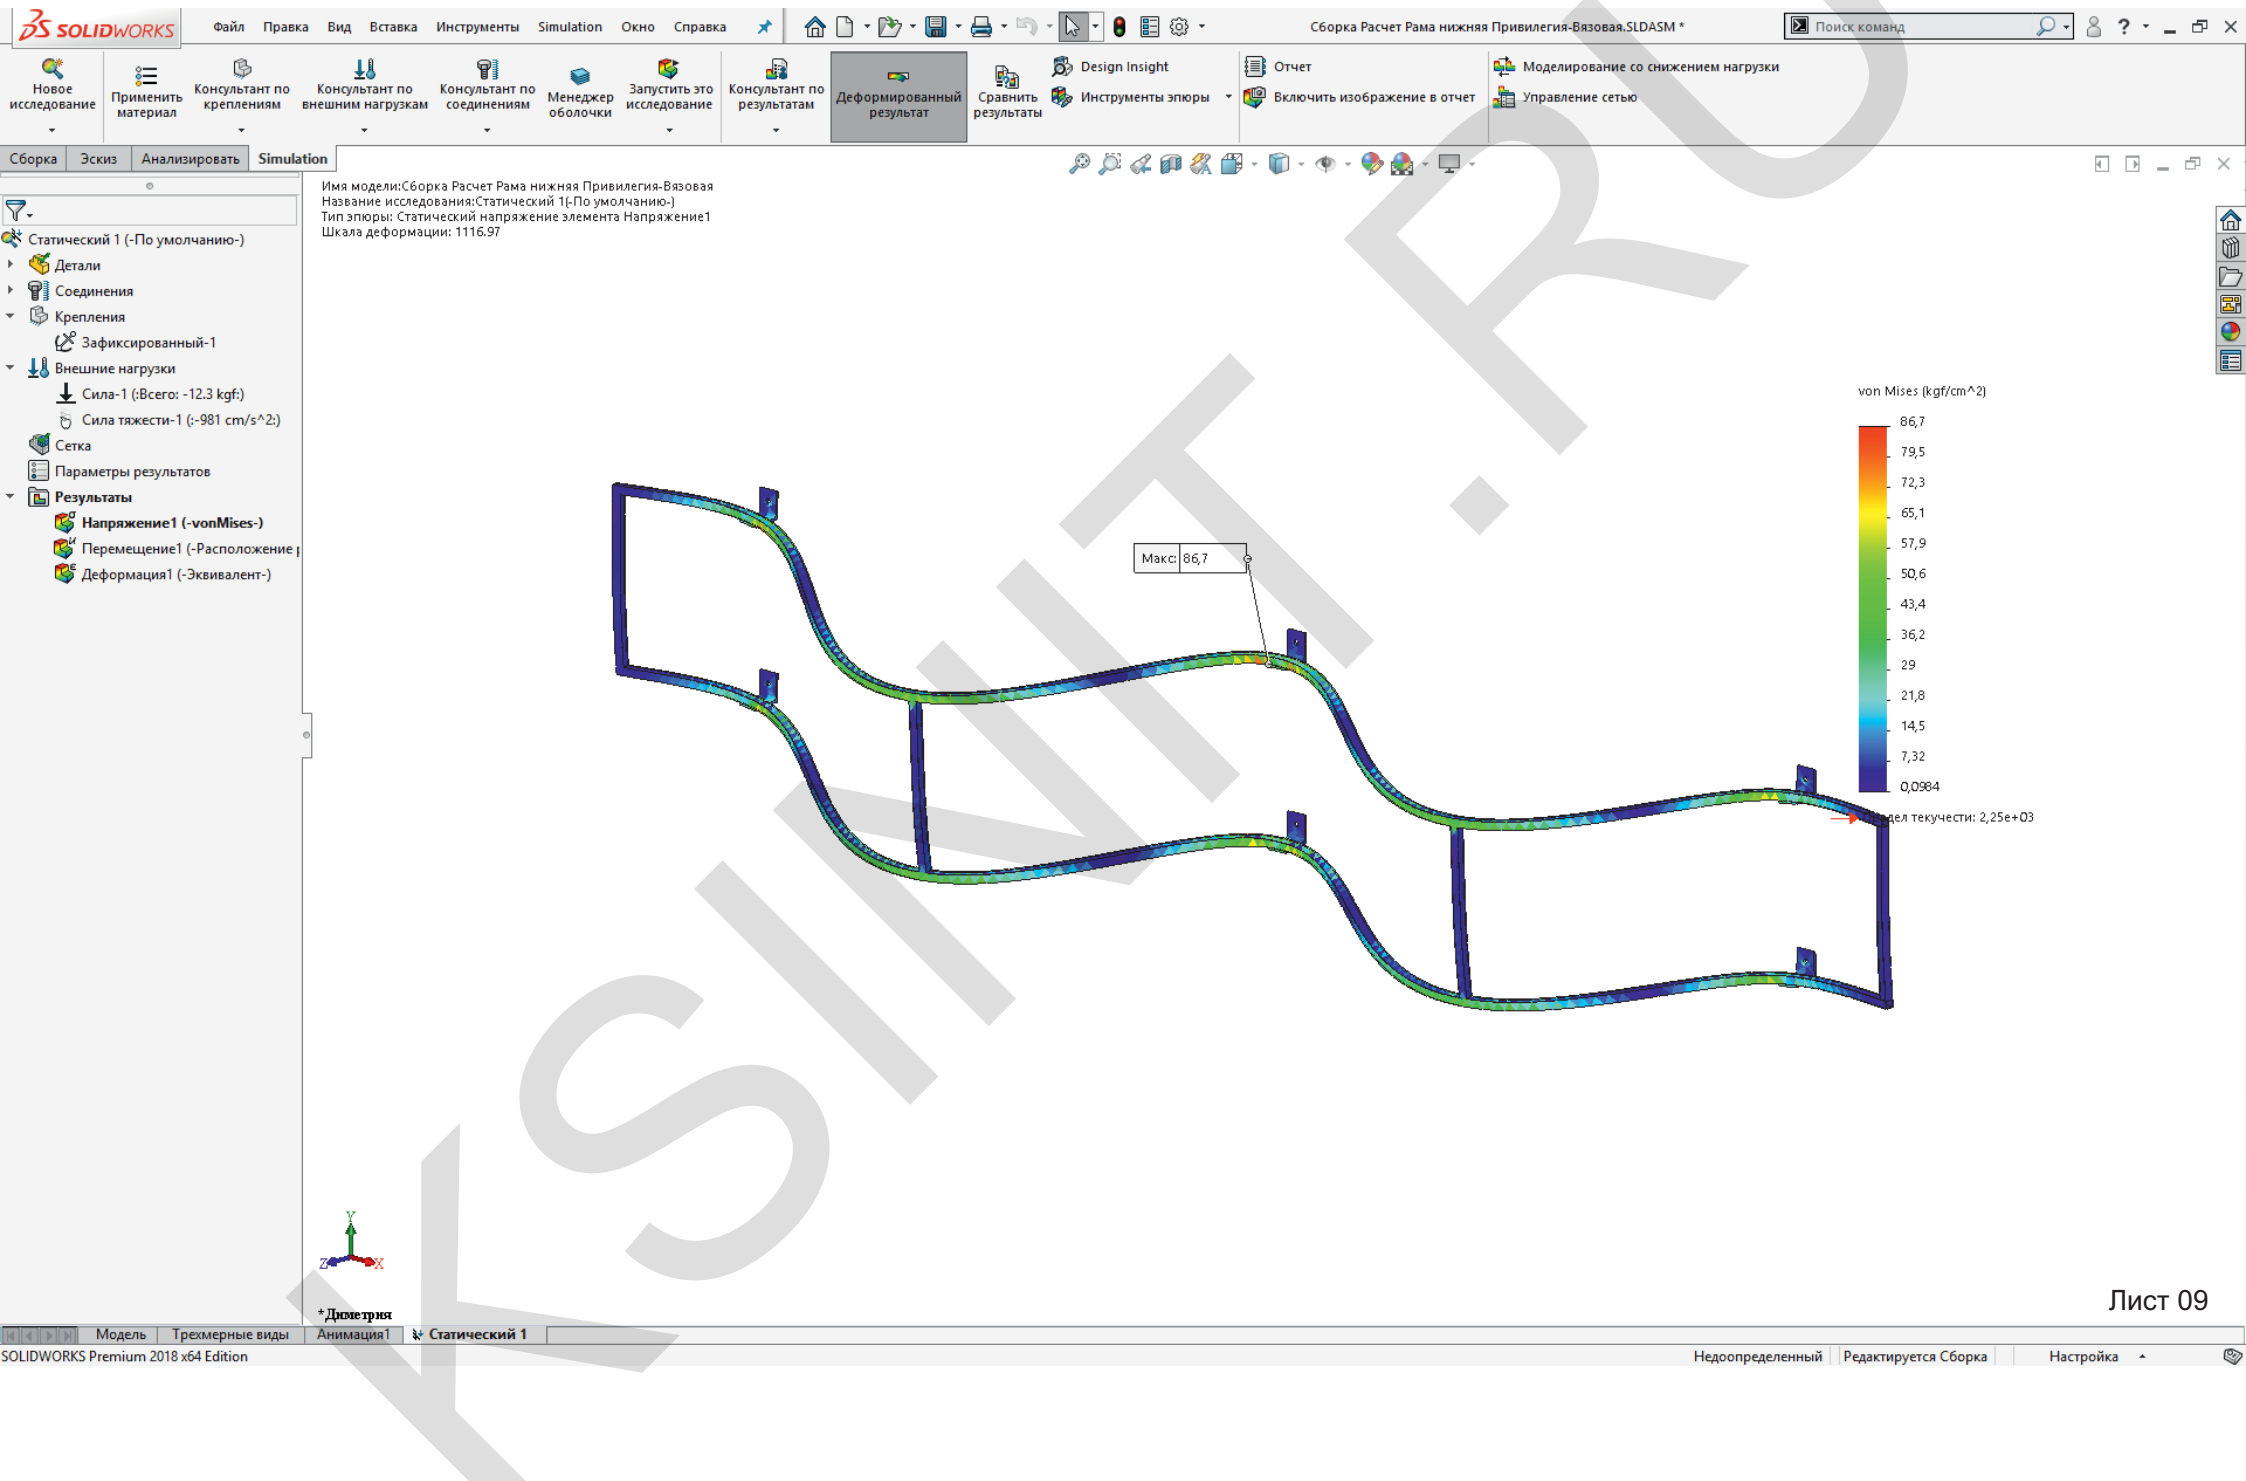 SOLIDWORKS
Файл Правка Вид Вставка Инструменты Simulation Окно Справка
Сборка Расчет Рама нижняя Привилегия-Вязовая.SLDASM *
Поиск команд
Новое исследование
Применить материал
Консультант по креплениям
Консультант по внешним нагрузкам
Консультант по соединениям
Менеджер оболочки
Запустить это исследование
Консультант по результатам
Деформированный результат
Сравнить результаты
Design Insight
Инструменты эпюры
Отчет
Включить изображение в отчет
Моделирование со снижением нагрузки
Управление сетью
Сборка Эскиз Анализировать Simulation
Имя модели:Сборка Расчет Рама нижняя Привилегия-Вязовая
Название исследования:Статический 1(-По умолчанию-)
Тип эпюры: Статический напряжение элемента Напряжение1
Шкала деформации: 1116.97
Статический 1 (-По умолчанию-)
Детали
Соединения
Крепления
Зафиксированный-1
Внешние нагрузки
Сила-1 (:Всего: -12.3 kgf:)
Сила тяжести-1 (:-981 cm/s^2:)
Сетка
Параметры результатов
Результаты
Напряжение1 (-vonMises-)
Перемещение1 (-Расположение
Деформация1 (-Эквивалент-)
Макс: 86,7
von Mises (kgf/cm^2)
86,7
79,5
72,3
65,1
57,9
50,6
43,4
36,2
29
21,8
14,5
7,32
0,0984
текучести: 2,25e+03
Y
Z
X
*Диметрия
KSINIT.RU
Лист 09
Модель Трехмерные виды Анимация1 Статический 1
SOLIDWORKS Premium 2018 x64 Edition
Недоопределенный Редактируется Сборка Настройка